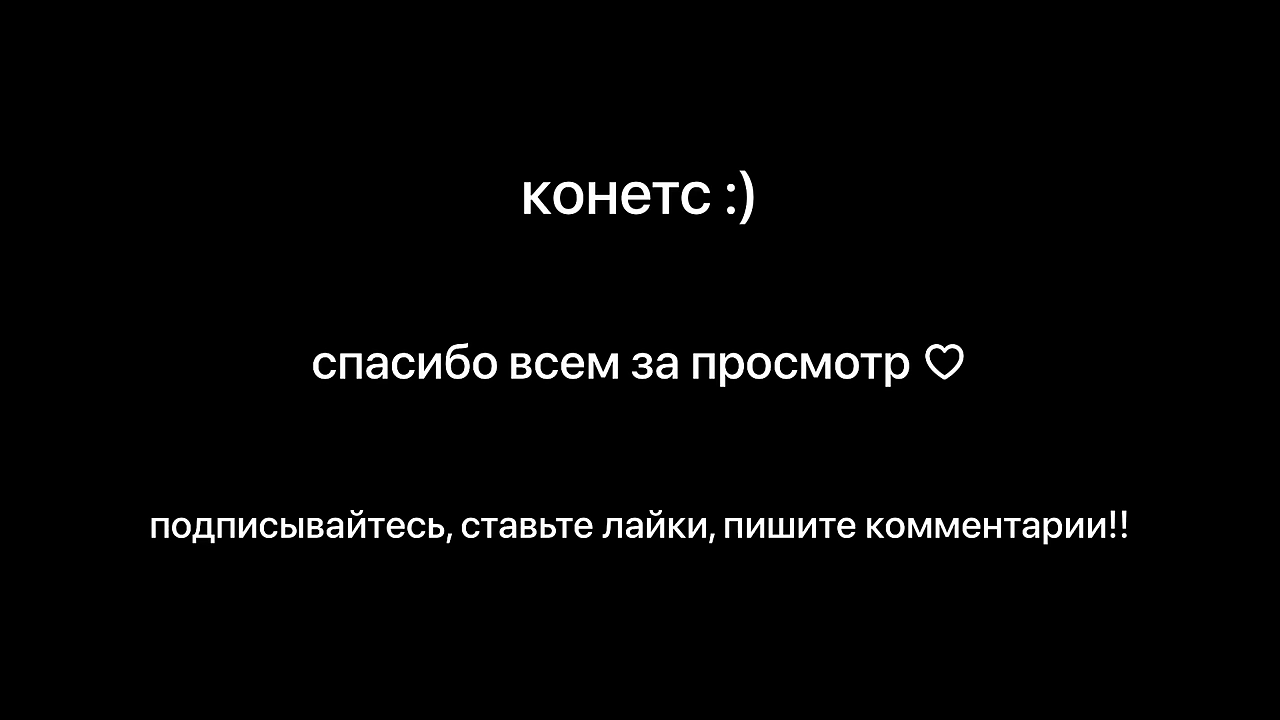 конетс :)
спасибо всем за просмотр ♡
подписывайтесь, ставьте лайки, пишите комментарии!!